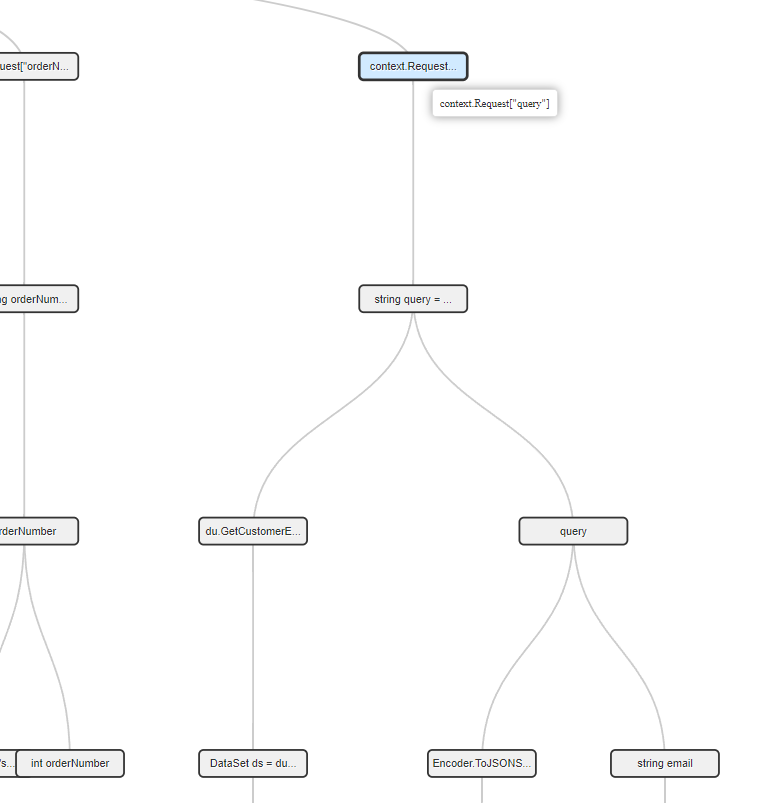 uest["orderN...
context.Request...
context.Request["query"]
ng orderNum...
string query = ...
rderNumber
du.GetCustomerE...
query
's...
int orderNumber
DataSet ds = du...
Encoder.ToJSONS...
string email